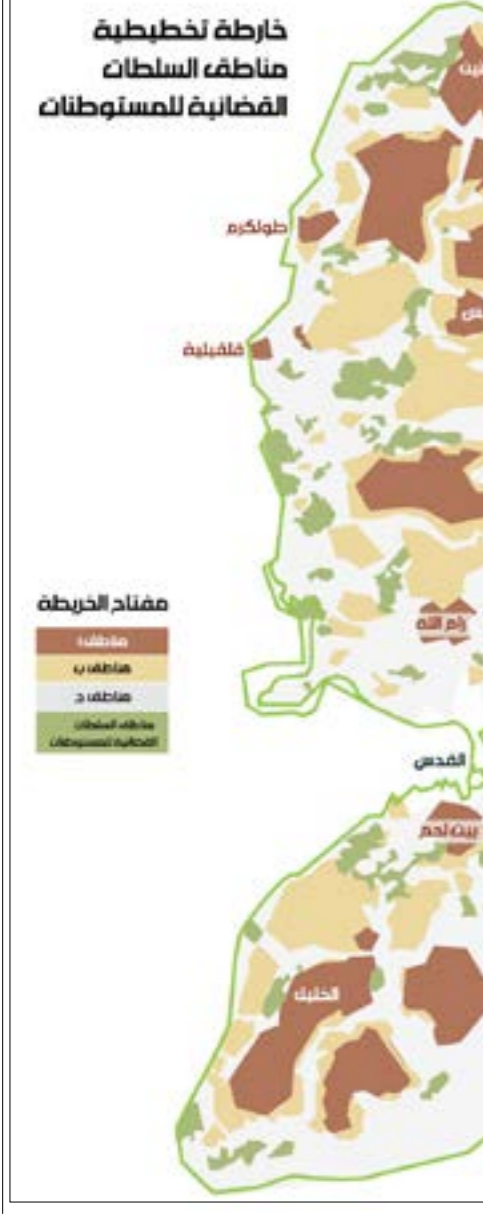 خارطة تخطيطية
مناطق السلطات
القضائية للمستوطنات
طولكرم
قلقيلية
مفتاح الخريطة
مناطق أ
مناطق ب
مناطق ج
مناطق السلطات
القضائية للمستوطنات
رام الله
القدس
بيت لحم
الخليل